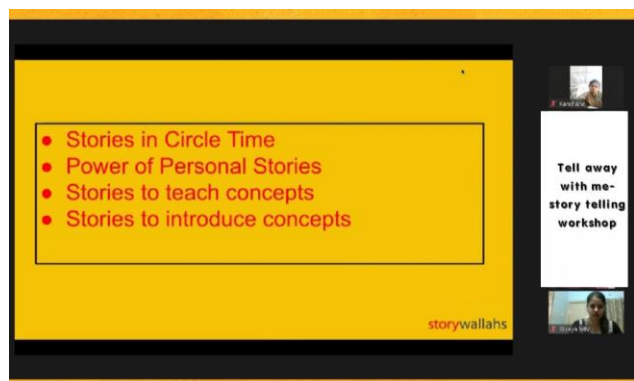 ● Stories in Circle Time
● Power of Personal Stories
● Stories to teach concepts
● Stories to introduce concepts
storywallahs
Kanchana
Tell away
with me-
story telling
workshop